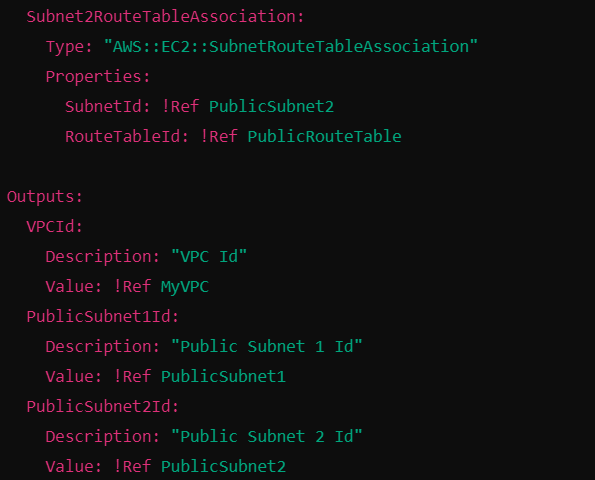 Subnet2RouteTableAssociation:
Type: "AWS::EC2::SubnetRouteTableAssociation"
Properties:
SubnetId: !Ref PublicSubnet2
RouteTableId: !Ref PublicRouteTable
Outputs:
VPCId:
Description: "VPC Id"
Value: !Ref MyVPC
PublicSubnet1Id:
Description: "Public Subnet 1 Id"
Value: !Ref PublicSubnet1
PublicSubnet2Id:
Description: "Public Subnet 2 Id"
Value: !Ref PublicSubnet2